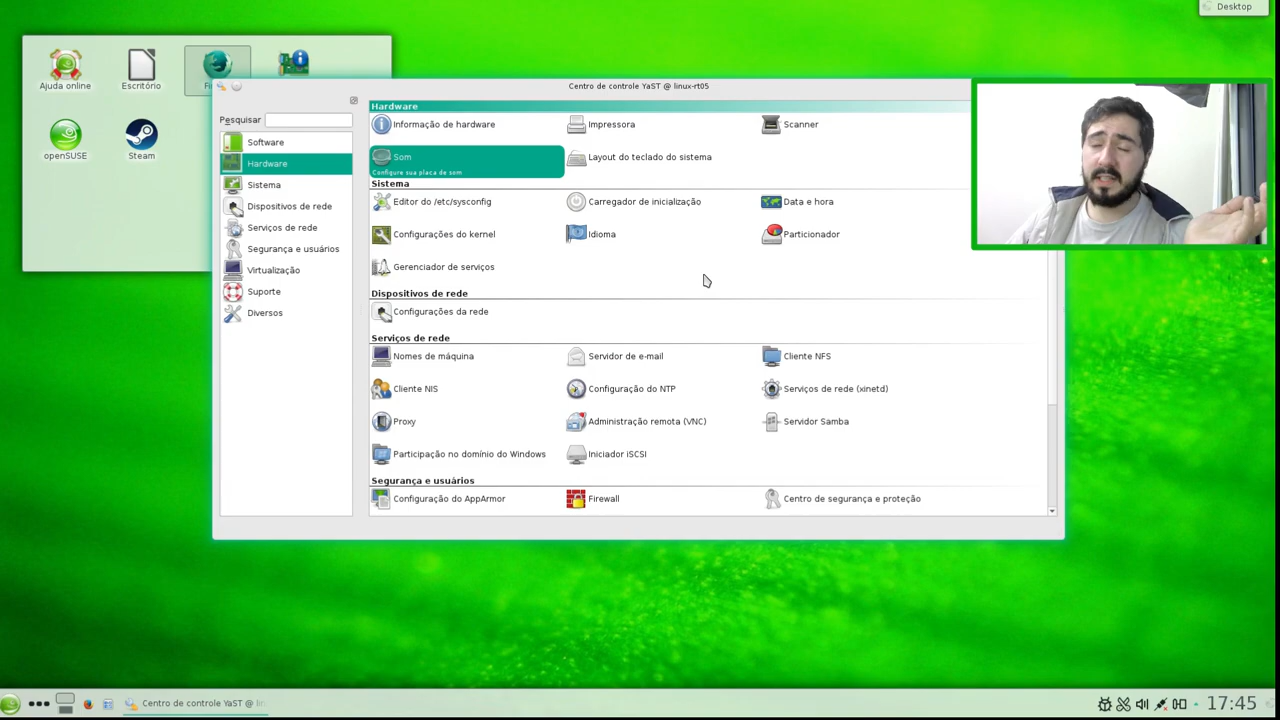 Desktop
Ajuda online
Escritório
openSUSE
Steam
Centro de controle YaST @ linux-rt05
Pesquisar
Software
Hardware
Sistema
Dispositivos de rede
Serviços de rede
Segurança e usuários
Virtualização
Suporte
Diversos
Hardware
Informação de hardware
Impressora
Scanner
Som
Configure sua placa de som
Layout do teclado do sistema
Sistema
Editor do /etc/sysconfig
Carregador de inicialização
Data e hora
Configurações do kernel
Idioma
Particionador
Gerenciador de serviços
Dispositivos de rede
Configurações da rede
Serviços de rede
Nomes de máquina
Servidor de e-mail
Cliente NFS
Cliente NIS
Configuração do NTP
Serviços de rede (xinetd)
Proxy
Administração remota (VNC)
Servidor Samba
Participação no domínio do Windows
Iniciador iSCSI
Segurança e usuários
Configuração do AppArmor
Firewall
Centro de segurança e proteção
Centro de controle YaST @ lin
17:45